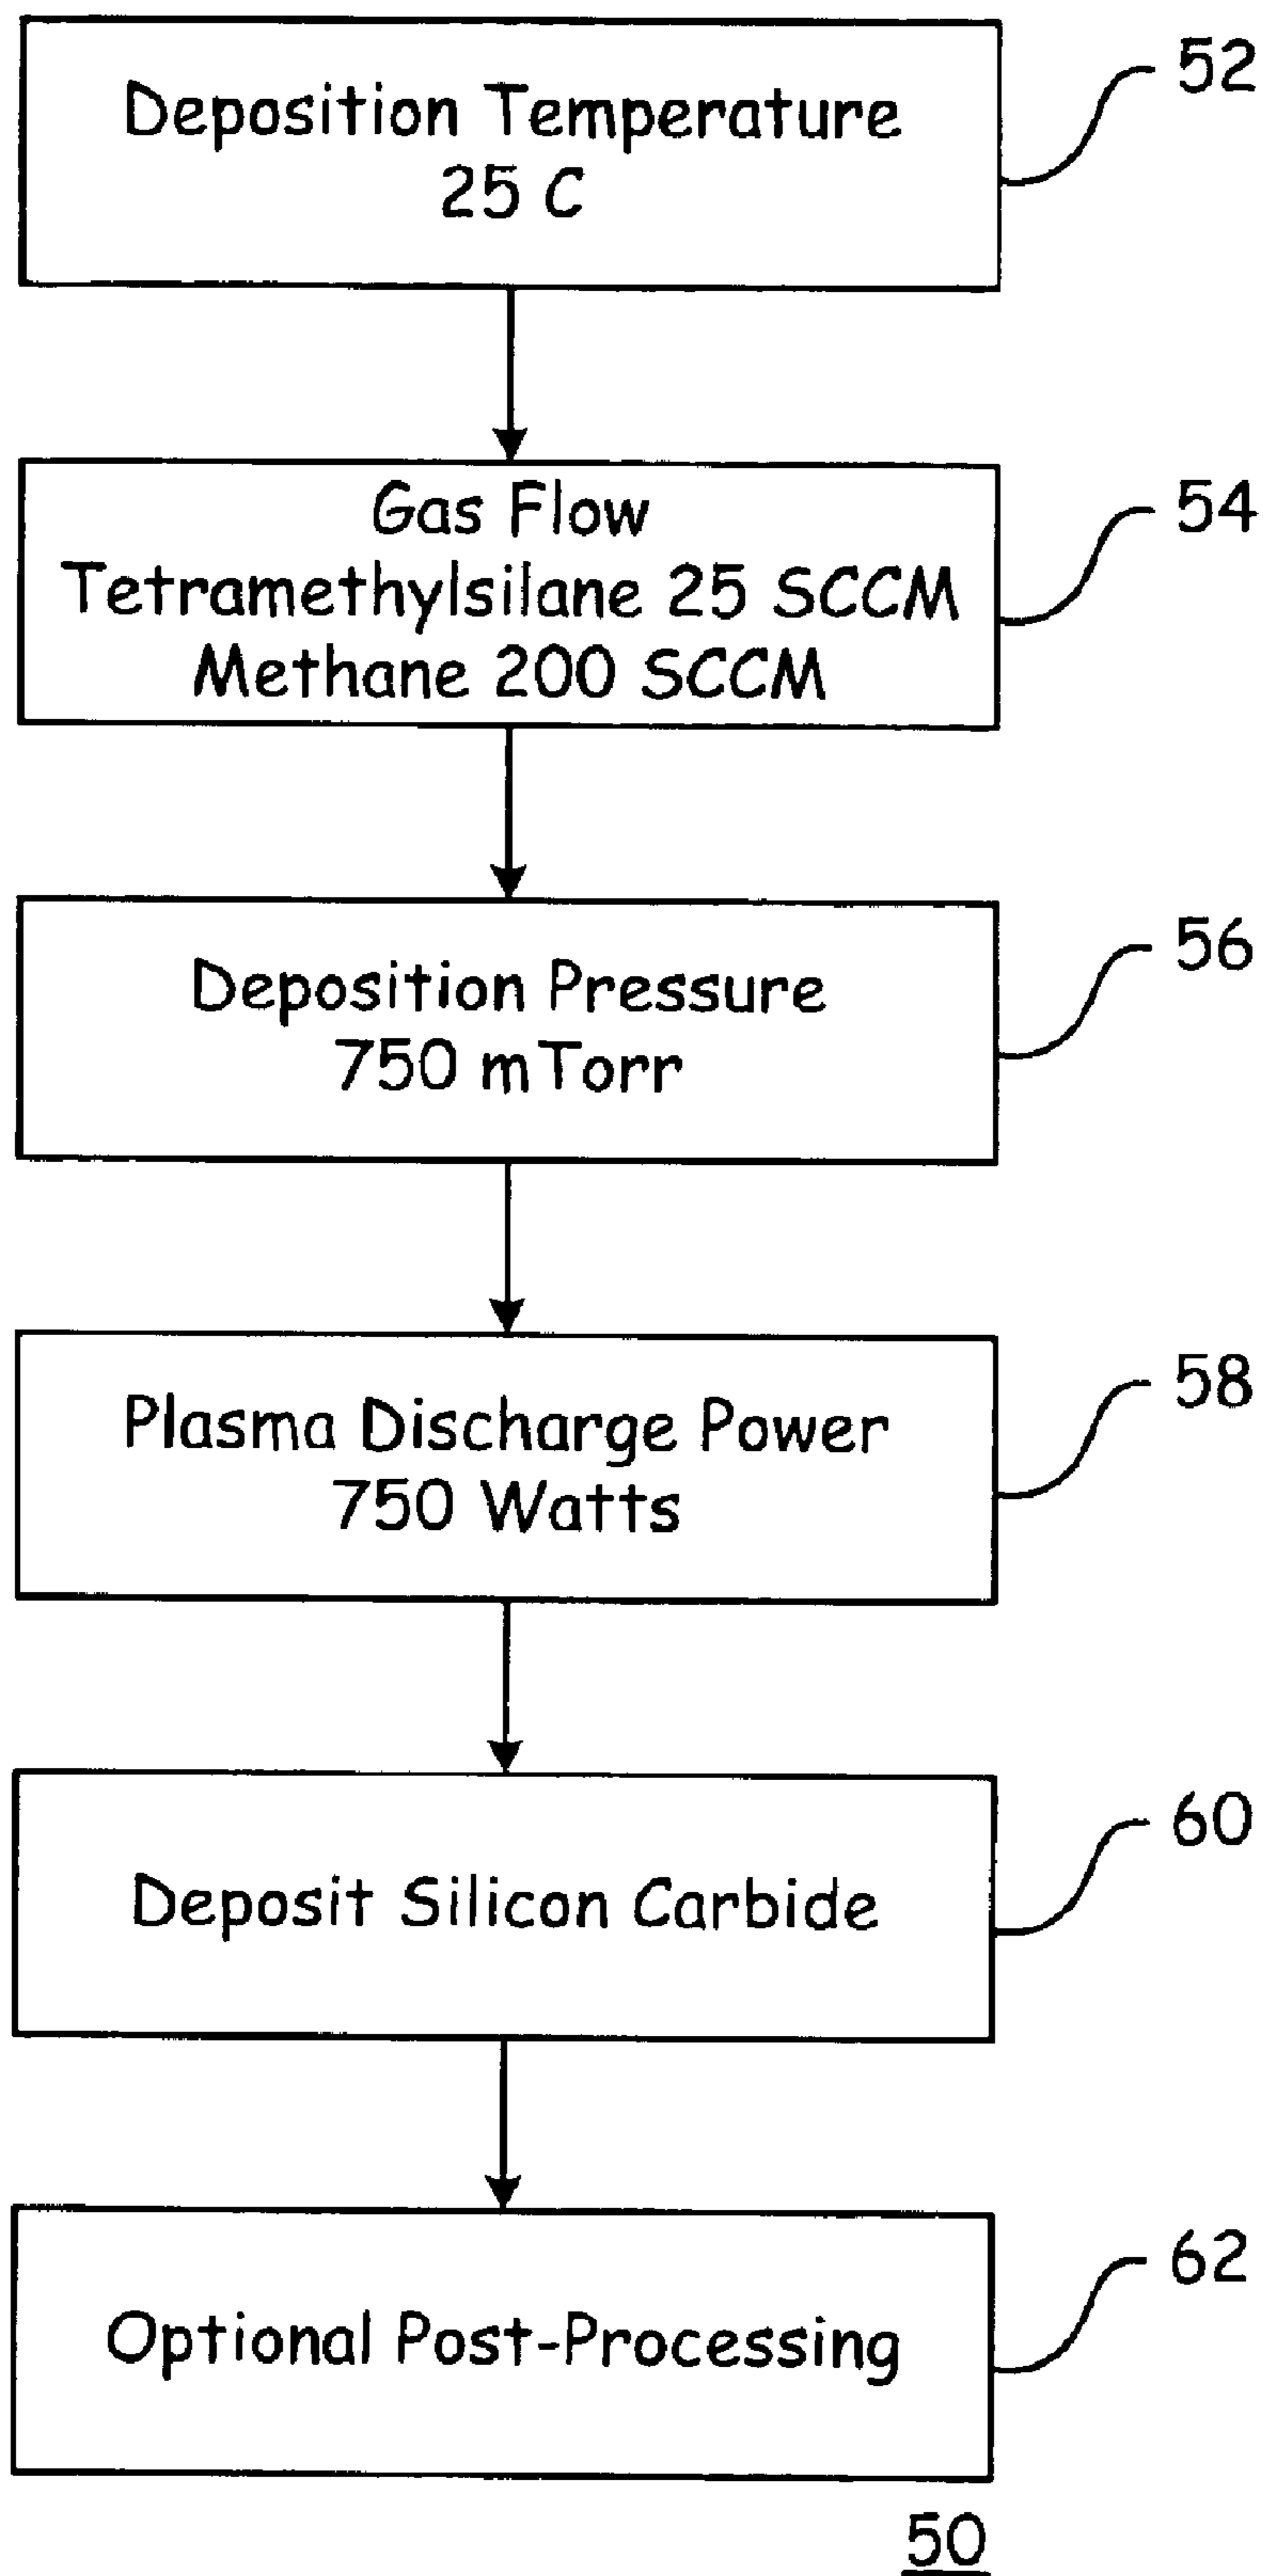 Deposition Temperature
25 C
52
Gas Flow
Tetramethylsilane 25 SCCM
Methane 200 SCCM
54
Deposition Pressure
750 mTorr
56
Plasma Discharge Power
750 Watts
58
Deposit Silicon Carbide
60
Optional Post-Processing
62
50